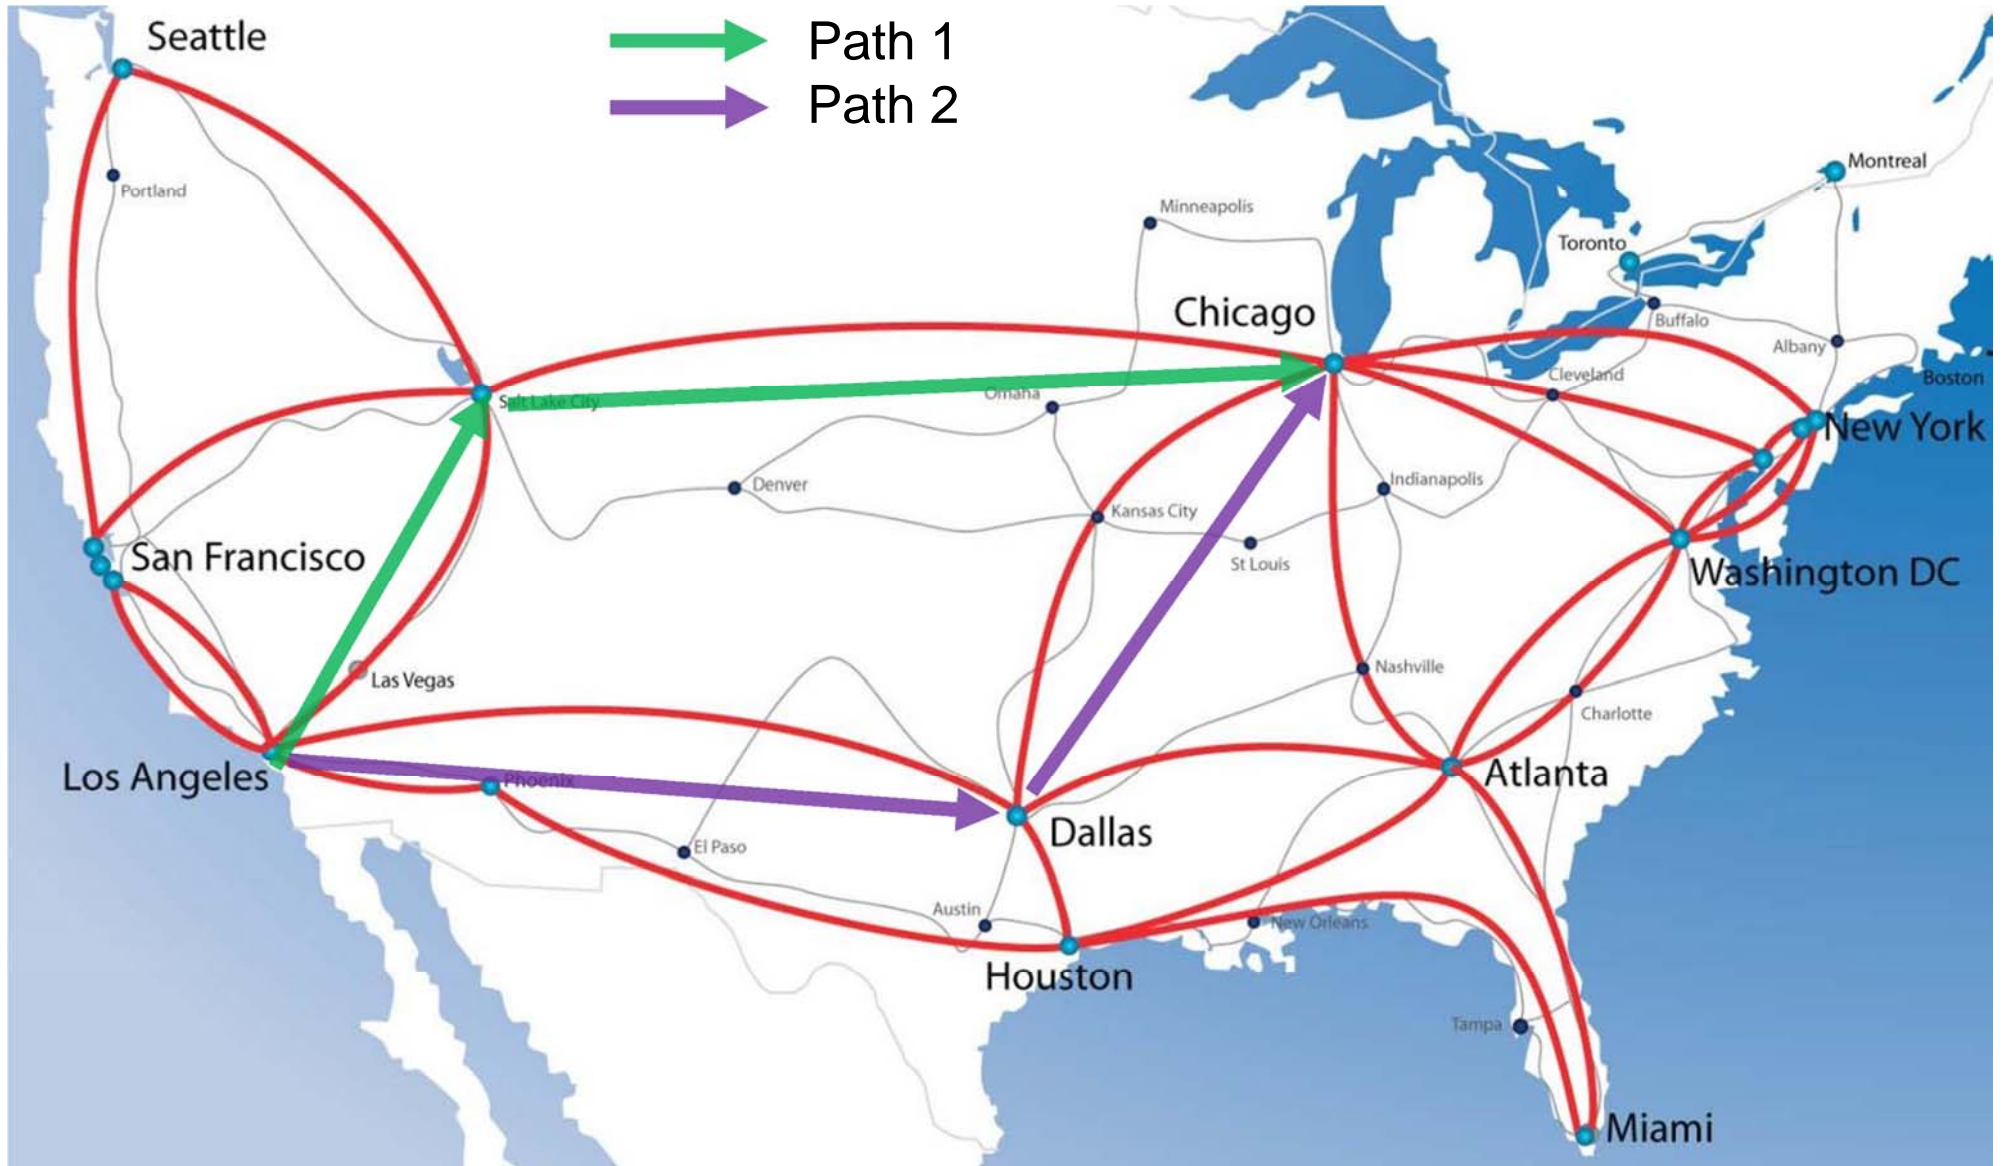 Seattle
Path 1
Path 2
Montreal
Portland
Minneapolis
Toronto
Chicago
Buffalo
Albany
Cleveland
Boston
Omaha
Salt Lake City
New York
Denver
Indianapolis
Kansas City
San Francisco
St Louis
Washington DC
Las Vegas
Nashville
Charlotte
Los Angeles
Phoenix
Atlanta
Dallas
El Paso
Austin
New Orleans
Houston
Tampa
Miami